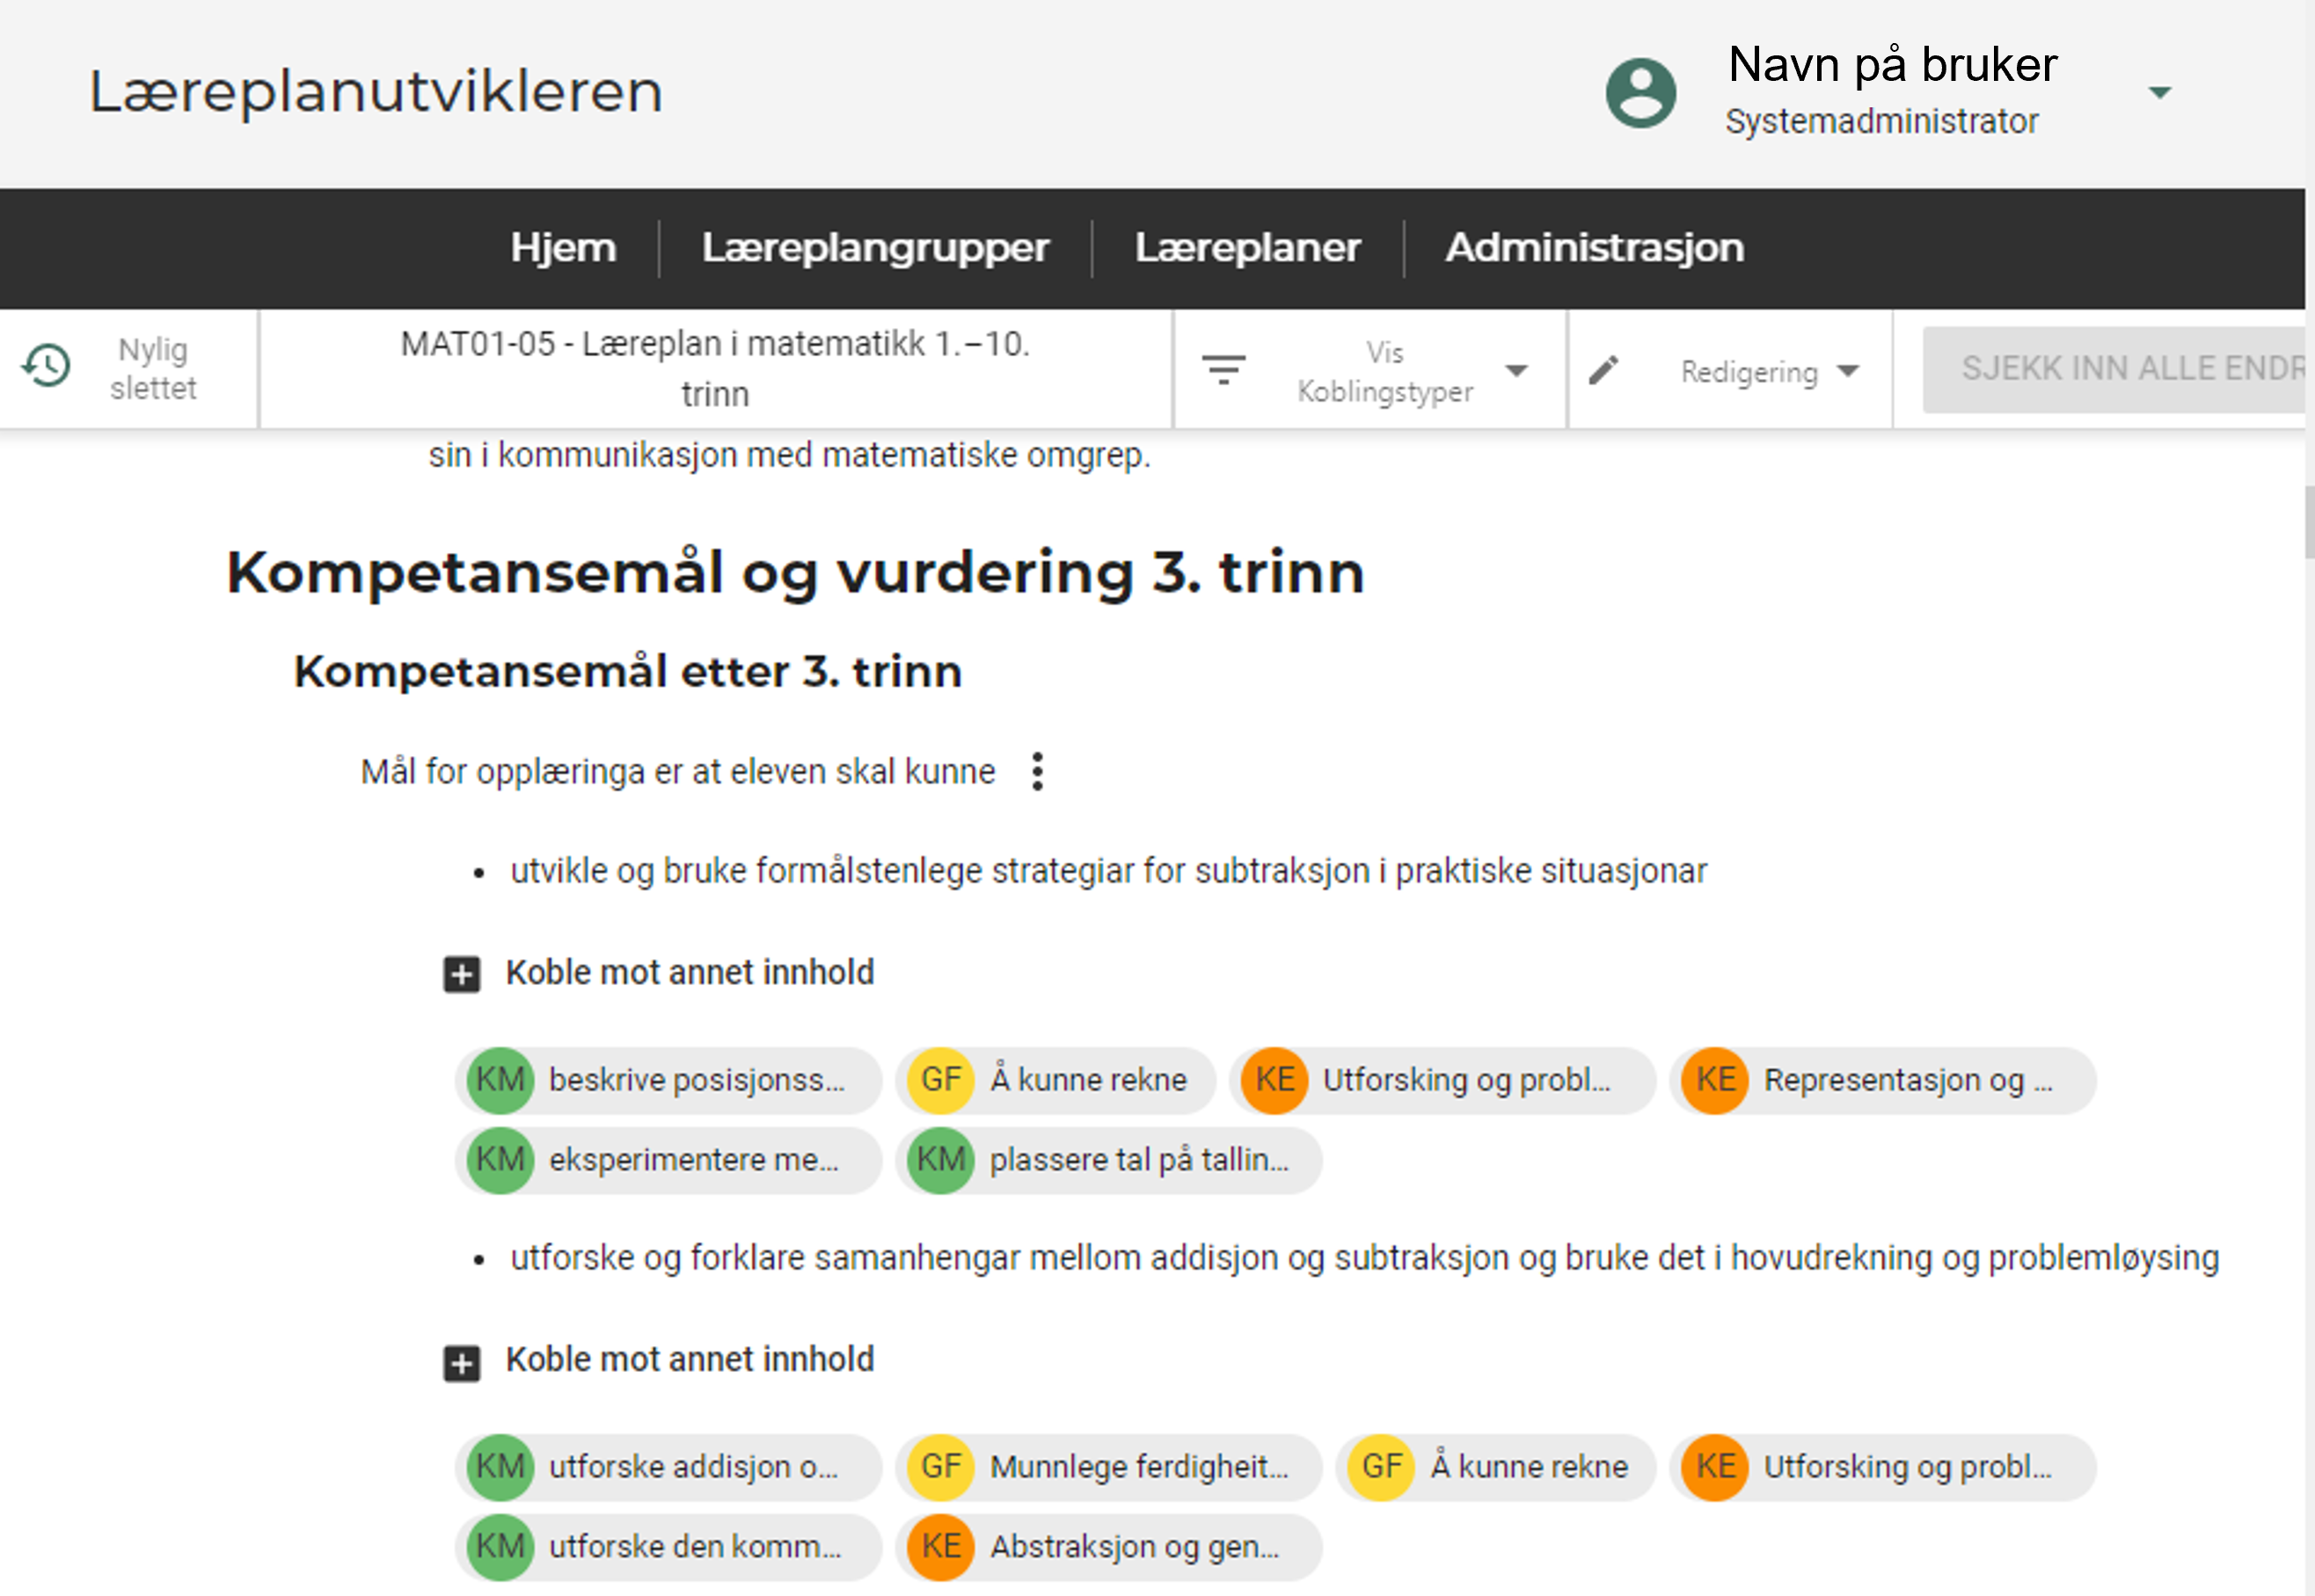 Læreplanutvikleren
Navn på bruker
Systemadministrator
Hjem
Læreplangrupper
Læreplaner
Administrasjon
Nylig
slettet
MAT01-05 - Læreplan i matematikk 1.–10.
trinn
Vis
Koblingstyper
Redigering
SJEKK INN ALLE ENDR
sin i kommunikasjon med matematiske omgrep.
Kompetansemål og vurdering 3. trinn
Kompetansemål etter 3. trinn
Mål for opplæringa er at eleven skal kunne
• utvikle og bruke formålstenlege strategiar for subtraksjon i praktiske situasjonar
Koble mot annet innhold
KM beskrive posisjonss... GF Å kunne rekne KE Utforsking og probl... KE Representasjon og ...
KM eksperimentere me... KM plassere tal på tallin...
• utforske og forklare samanhengar mellom addisjon og subtraksjon og bruke det i hovudrekning og problemløysing
Koble mot annet innhold
KM utforske addisjon o... GF Munnlege ferdigheit... GF Å kunne rekne KE Utforsking og probl...
KM utforske den komm... KE Abstraksjon og gen...